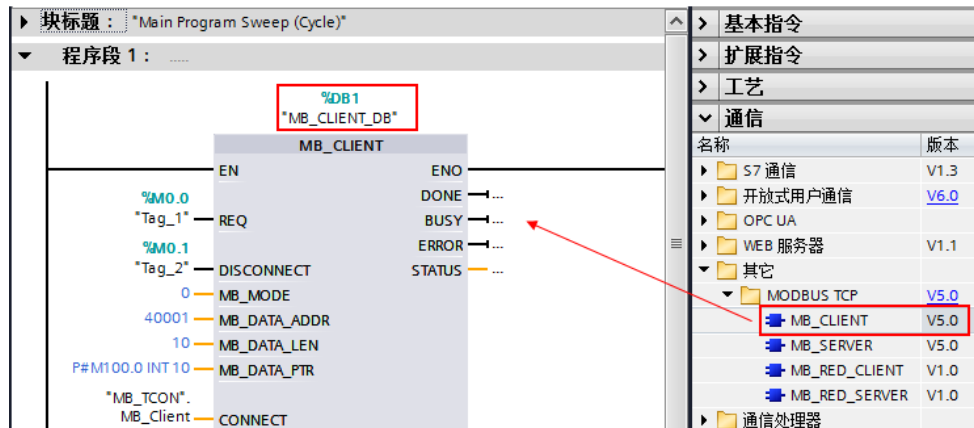 块标题： "Main Program Sweep (Cycle)"
程序段 1： ......
%DB1
"MB_CLIENT_DB"
MB_CLIENT
EN ENO
DONE ...
%M0.0
"Tag_1" REQ BUSY ...
%M0.1
ERROR ...
"Tag_2" DISCONNECT STATUS ...
0 MB_MODE
40001 MB_DATA_ADDR
10 MB_DATA_LEN
P#M100.0 INT 10 MB_DATA_PTR
"MB_TCON".
MB_Client CONNECT
基本指令
扩展指令
工艺
通信
名称 版本
S7 通信 V1.3
开放式用户通信 V6.0
OPC UA
WEB 服务器 V1.1
其它
MODBUS TCP V5.0
MB_CLIENT V5.0
MB_SERVER V5.0
MB_RED_CLIENT V1.0
MB_RED_SERVER V1.0
通信处理器